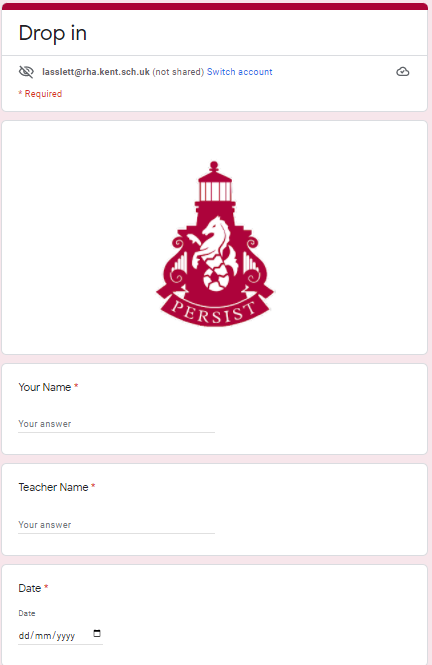 Drop in
lasslett@rha.kent.sch.uk (not shared) Switch account
* Required
PERSIST
Your Name *
Your answer
Teacher Name *
Your answer
Date *
Date
dd/mm/yyyy